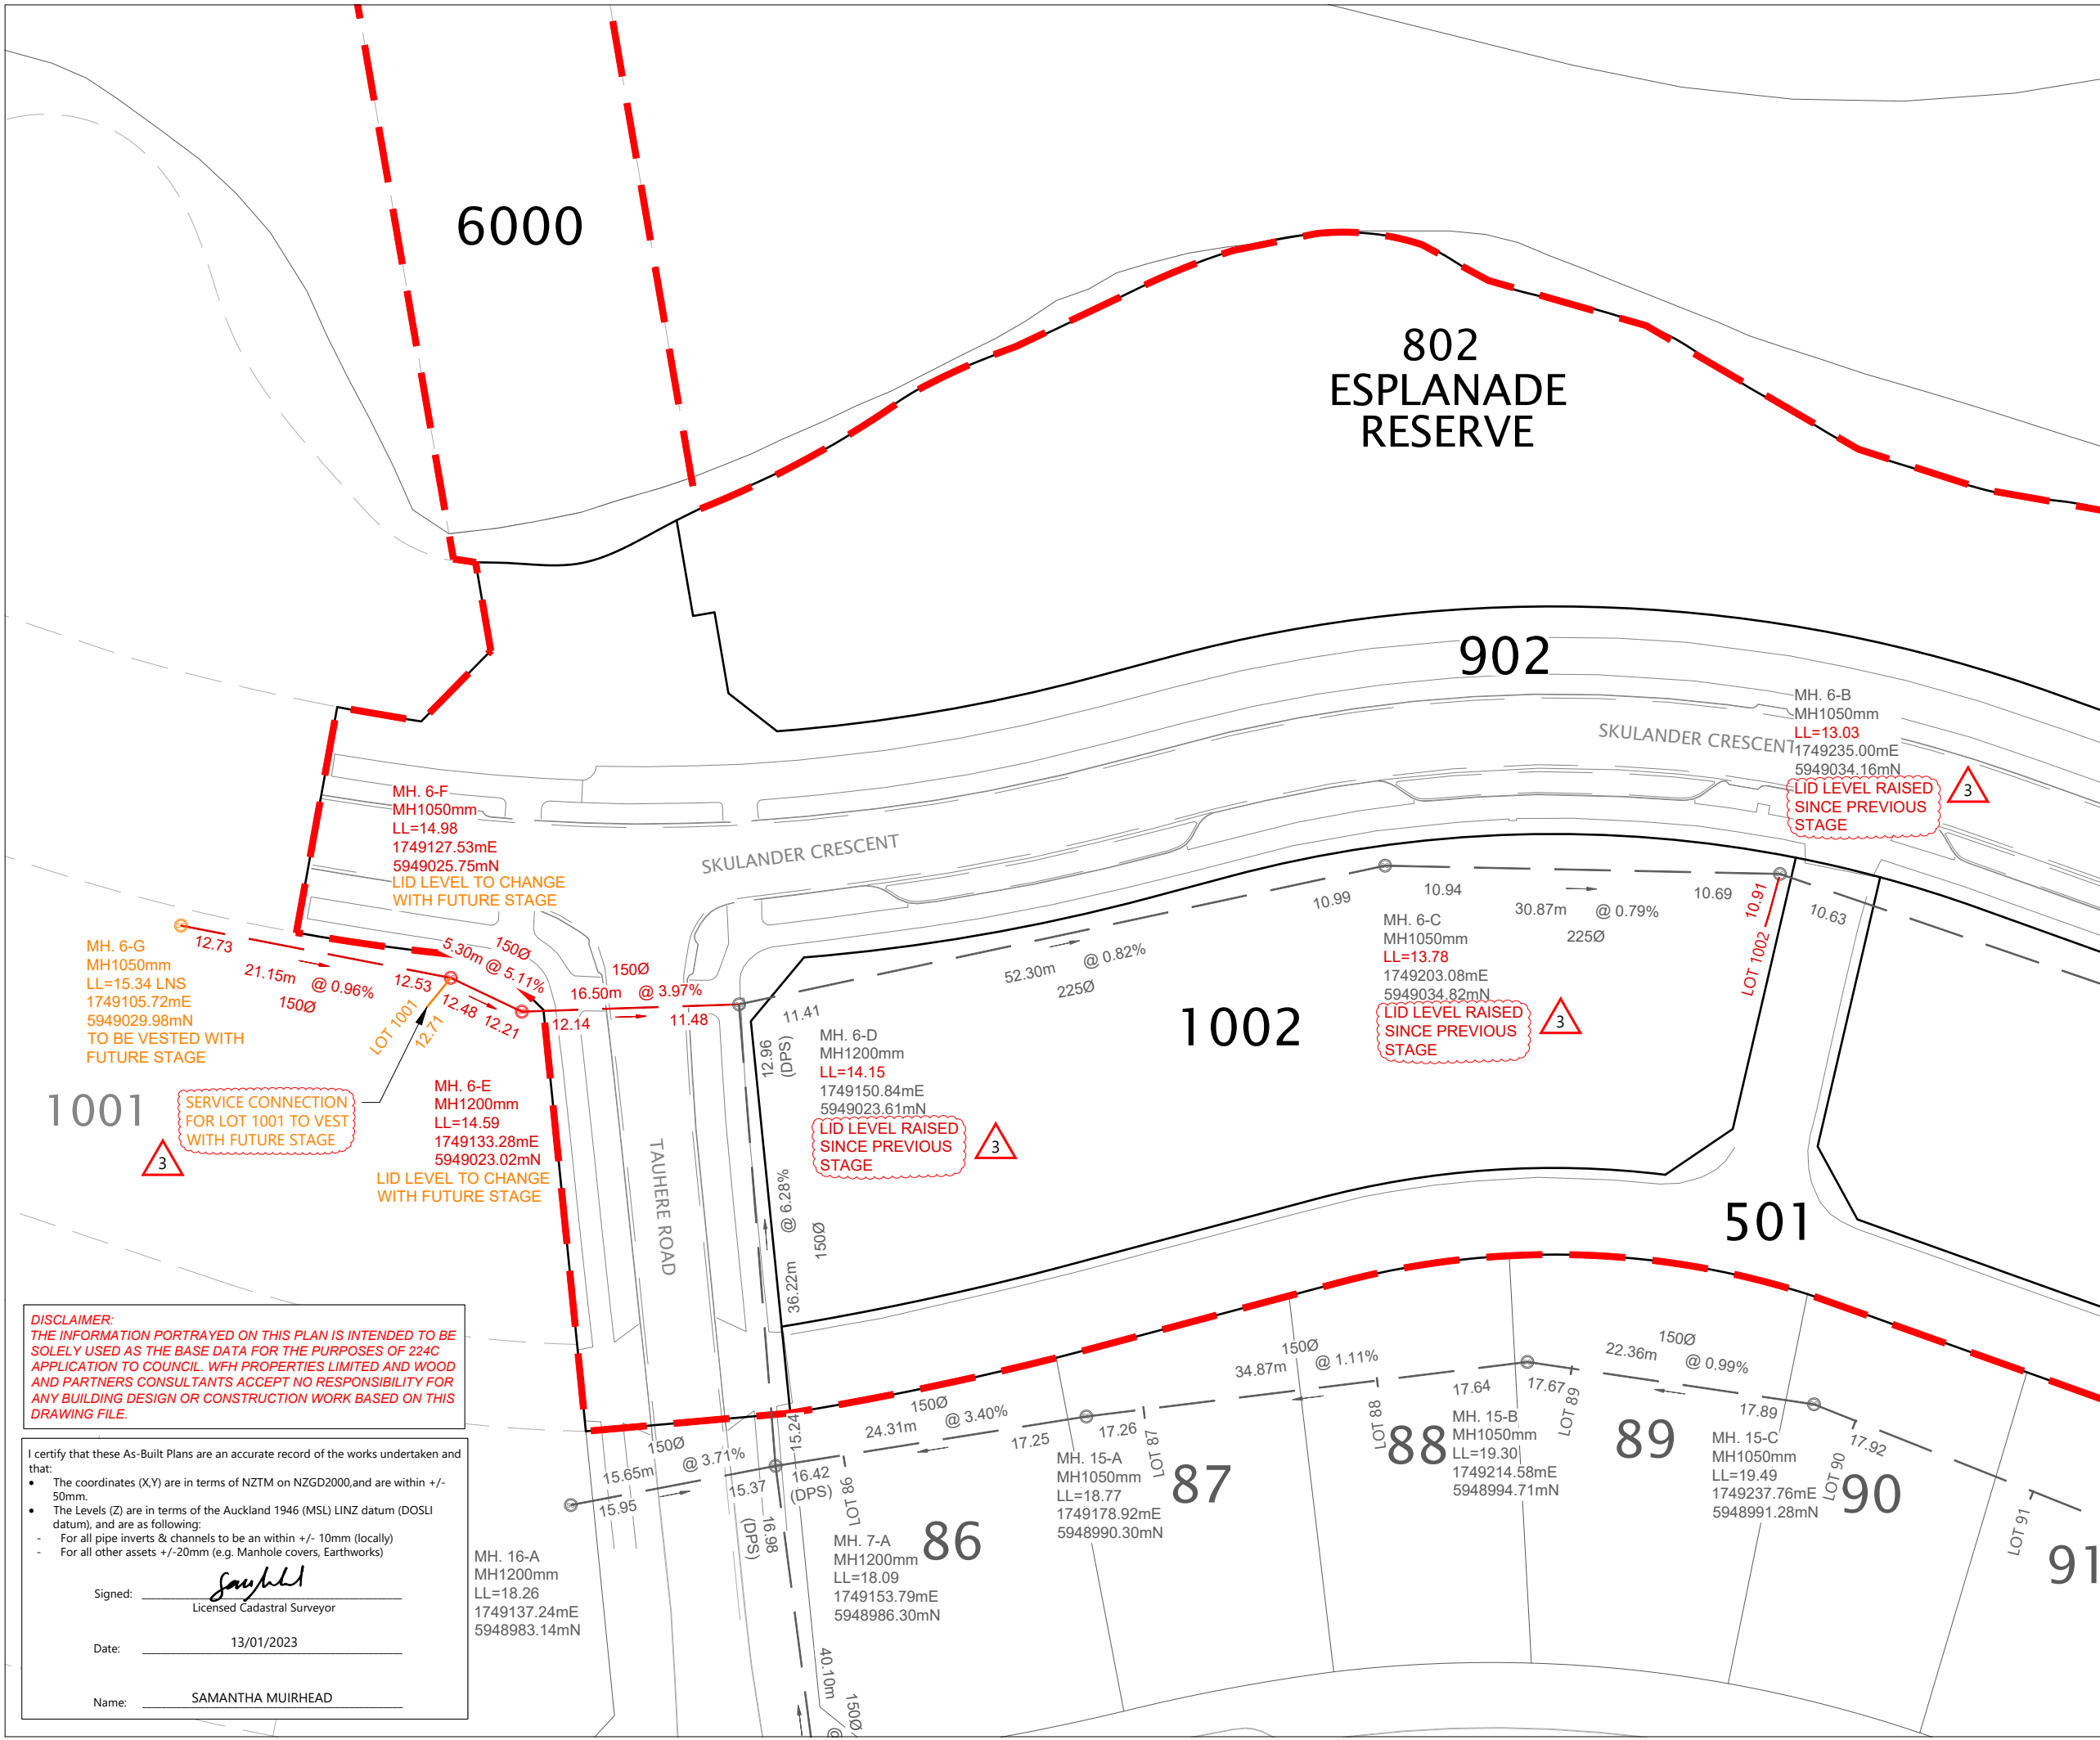 6000
802
ESPLANADE
RESERVE
902
SKULANDER CRESCENT
MH. 6-B
MH1050mm
LL=13.03
1749235.00mE
5949034.16mN
LID LEVEL RAISED
SINCE PREVIOUS
STAGE
3
MH. 6-F
MH1050mm
LL=14.98
1749127.53mE
5949025.75mN
LID LEVEL TO CHANGE
WITH FUTURE STAGE
SKULANDER CRESCENT
10.99
10.94
30.87m @ 0.79%
225Ø
10.69
10.91
LOT 1002
10.63
MH. 6-C
MH1050mm
LL=13.78
1749203.08mE
5949034.82mN
LID LEVEL RAISED
SINCE PREVIOUS
STAGE
3
MH. 6-G
MH1050mm
LL=15.34 LNS
1749105.72mE
5949029.98mN
TO BE VESTED WITH
FUTURE STAGE
12.73
21.15m @ 0.96%
150Ø
12.53
5.30m @ 5.11%
150Ø
12.48
12.21
LOT 1001
12.71
150Ø
16.50m @ 3.97%
12.14
11.48
52.30m @ 0.82%
225Ø
11.41
12.96
(DPS)
MH. 6-D
MH1200mm
LL=14.15
1749150.84mE
5949023.61mN
LID LEVEL RAISED
SINCE PREVIOUS
STAGE
3
1002
1001
SERVICE CONNECTION
FOR LOT 1001 TO VEST
WITH FUTURE STAGE
3
MH. 6-E
MH1200mm
LL=14.59
1749133.28mE
5949023.02mN
LID LEVEL TO CHANGE
WITH FUTURE STAGE
TAUHERE ROAD
36.22m @ 6.28%
150Ø
501
DISCLAIMER:
THE INFORMATION PORTRAYED ON THIS PLAN IS INTENDED TO BE
SOLELY USED AS THE BASE DATA FOR THE PURPOSES OF 224C
APPLICATION TO COUNCIL. WFH PROPERTIES LIMITED AND WOOD
AND PARTNERS CONSULTANTS ACCEPT NO RESPONSIBILITY FOR
ANY BUILDING DESIGN OR CONSTRUCTION WORK BASED ON THIS
DRAWING FILE.
I certify that these As-Built Plans are an accurate record of the works undertaken and
that:
• The coordinates (X,Y) are in terms of NZTM on NZGD2000,and are within +/-
50mm.
• The Levels (Z) are in terms of the Auckland 1946 (MSL) LINZ datum (DOSLI
datum), and are as following:
- For all pipe inverts & channels to be an within +/- 10mm (locally)
- For all other assets +/-20mm (e.g. Manhole covers, Earthworks)
Signed:
Licensed Cadastral Surveyor
Date: 13/01/2023
Name: SAMANTHA MUIRHEAD
150Ø
15.65m @ 3.71%
15.95
15.37
15.24
16.42
(DPS)
16.98
(DPS)
LOT 86
150Ø
24.31m @ 3.40%
17.25
17.26
LOT 87
150Ø
34.87m @ 1.11%
17.64
LOT 88
17.67
LOT 89
150Ø
22.36m @ 0.99%
17.89
17.92
LOT 90
LOT 91
MH. 16-A
MH1200mm
LL=18.26
1749137.24mE
5948983.14mN
MH. 7-A
MH1200mm
LL=18.09
1749153.79mE
5948986.30mN
86
MH. 15-A
MH1050mm
LL=18.77
1749178.92mE
5948990.30mN
87
88
MH. 15-B
MH1050mm
LL=19.30
1749214.58mE
5948994.71mN
89
MH. 15-C
MH1050mm
LL=19.49
1749237.76mE
5948991.28mN
90
91
40.10m @
150Ø